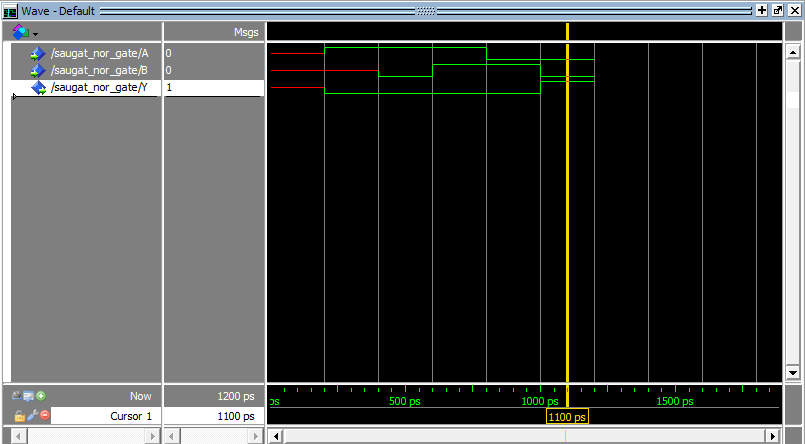 Wave - Default
Msgs
/saugat_nor_gate/A 0
/saugat_nor_gate/B 0
/saugat_nor_gate/Y 1
Now 1200 ps ps 500 ps 1000 ps 1500 ps
Cursor 1 1100 ps 1100 ps